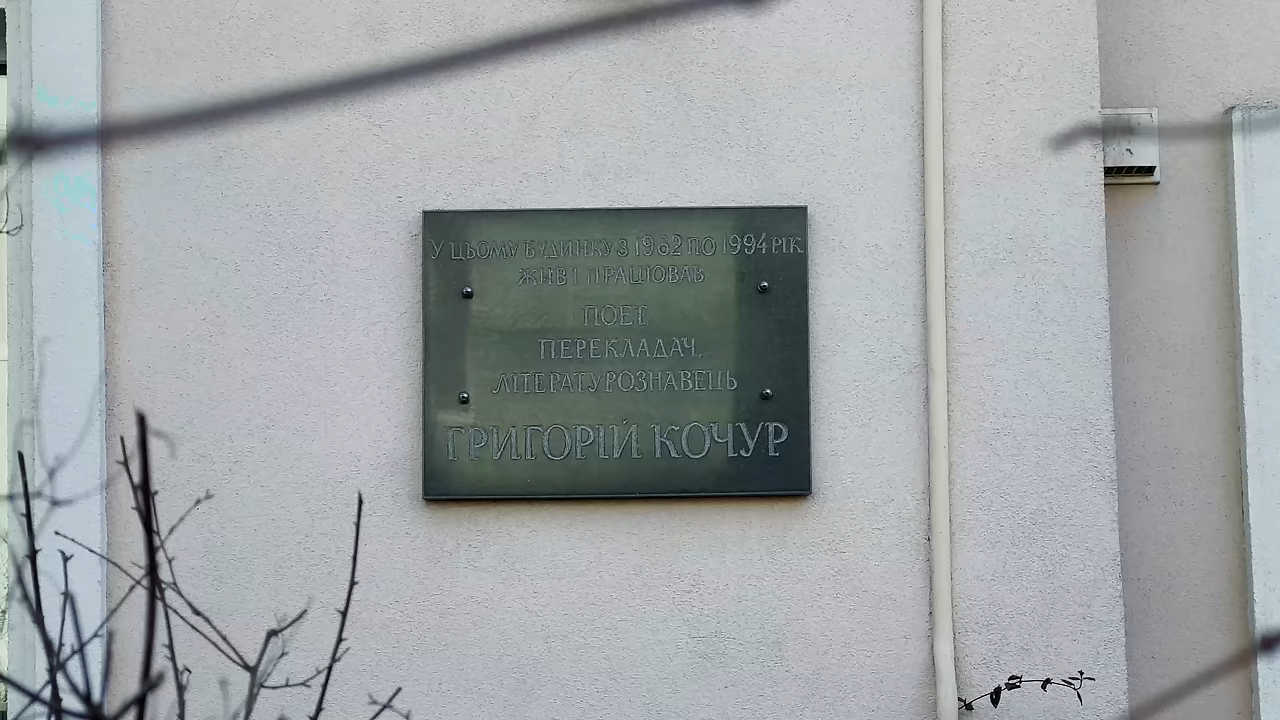 У ЦЬОМУ БУДИНКУ З 1962 ПО 1994 РІК
ЖИВ І ПРАЦЮВАВ
ПОЕТ,
ПЕРЕКЛАДАЧ,
ЛІТЕРАТУРОЗНАВЕЦЬ
ГРИГОРІЙ КОЧУР